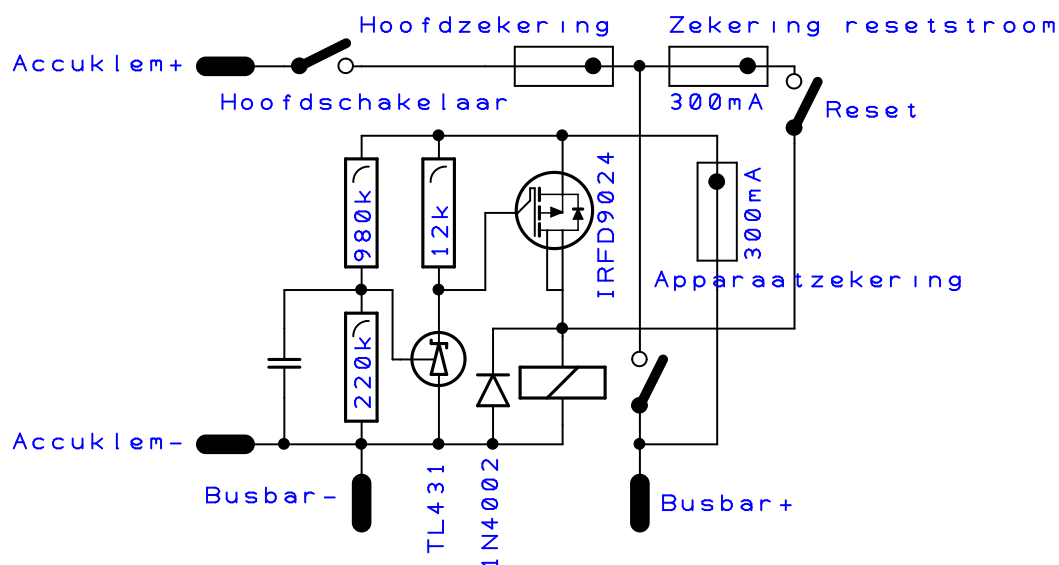 Hoofdzekering
Zekering resetstroom
Accuklem+
Hoofdschakelaar
300mA
Reset
980k
12k
IRFD9024
300mA
Apparaatzekering
220k
Accuklem-
Busbar-
TL431
1N4002
Busbar+